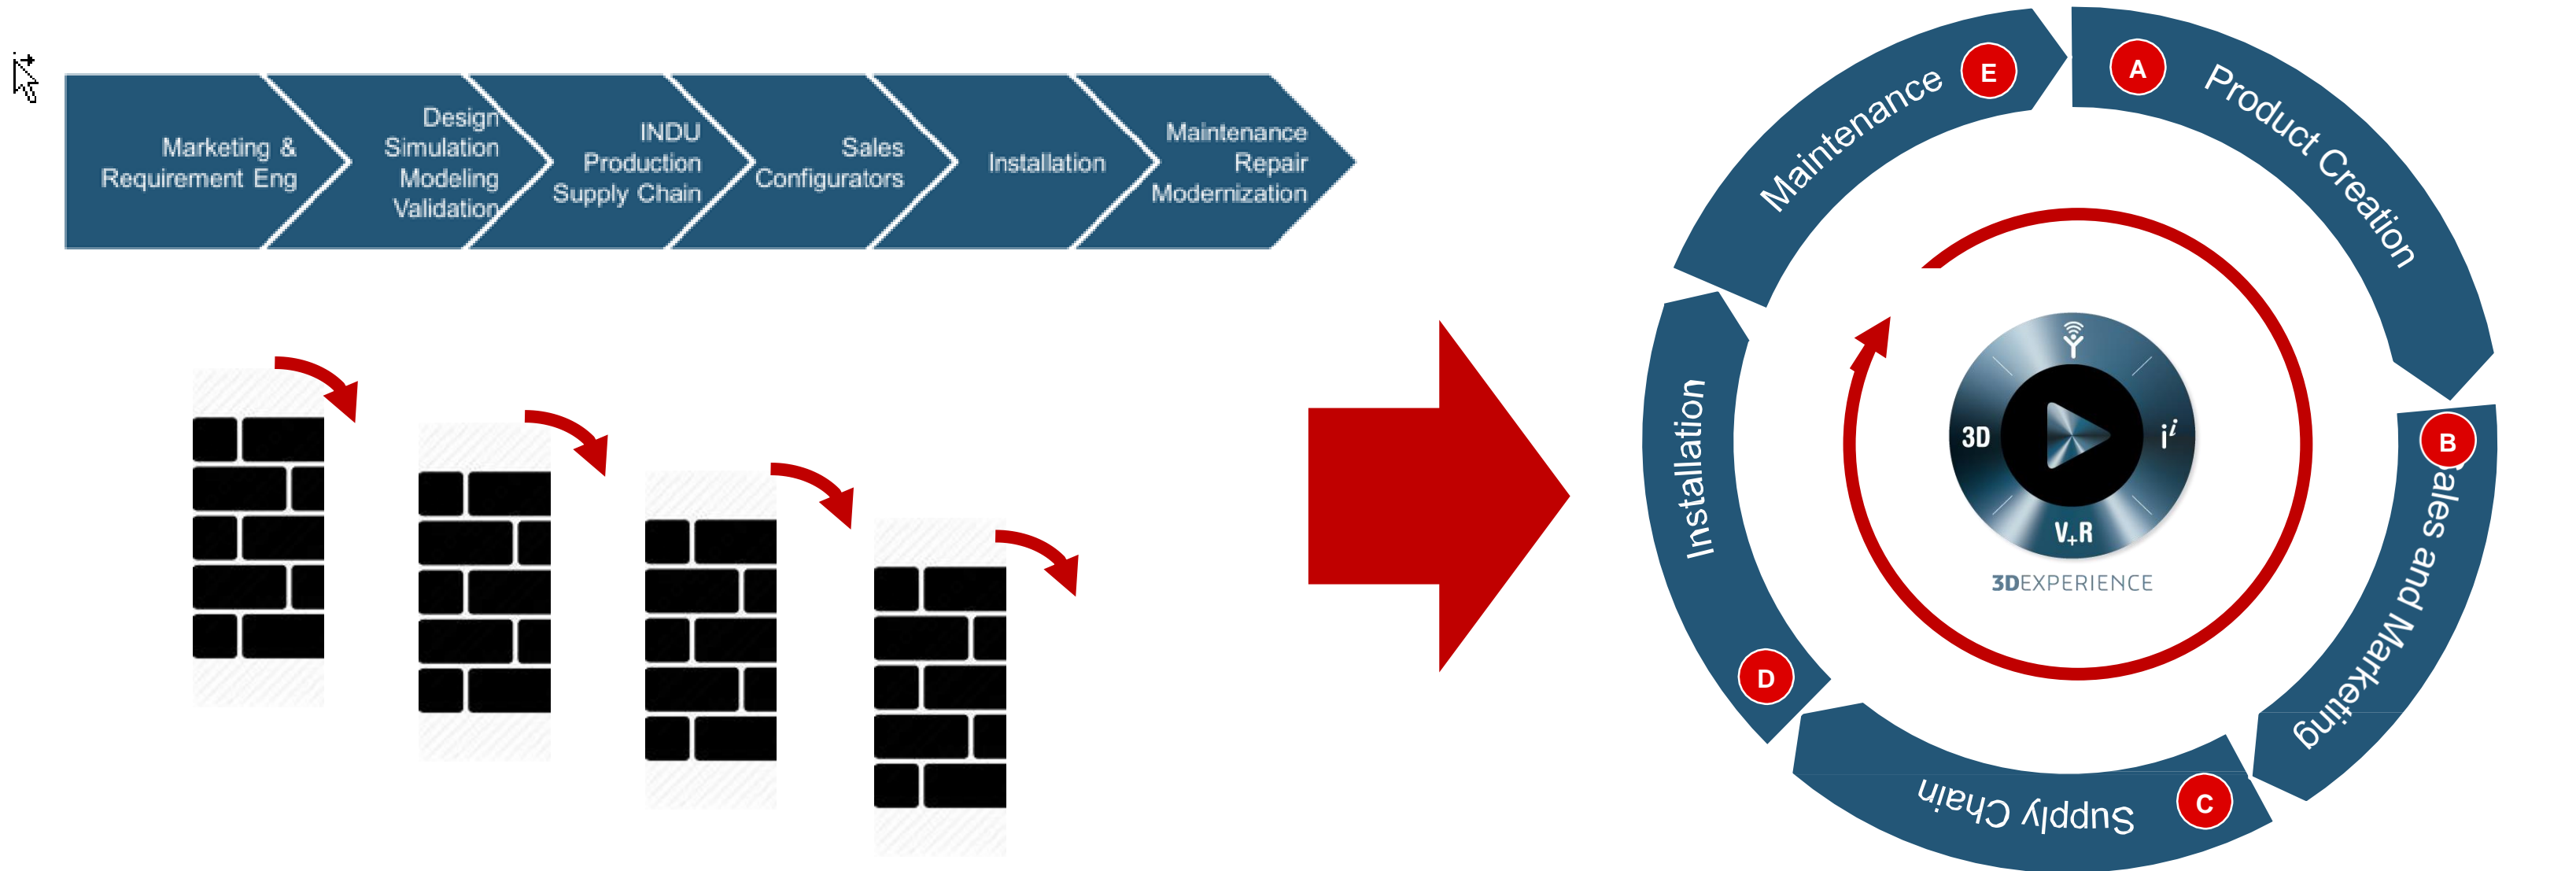 Marketing &
Requirement Eng
Design
Simulation
Modeling
Validation
INDU
Production
Supply Chain
Sales
Configurators
Installation
Maintenance
Repair
Modernization
A
Product Creation
B
ales and Marketing
C
Supply Chain
D
Installation
E
Maintenance
3D
i i
V+R
3DEXPERIENCE